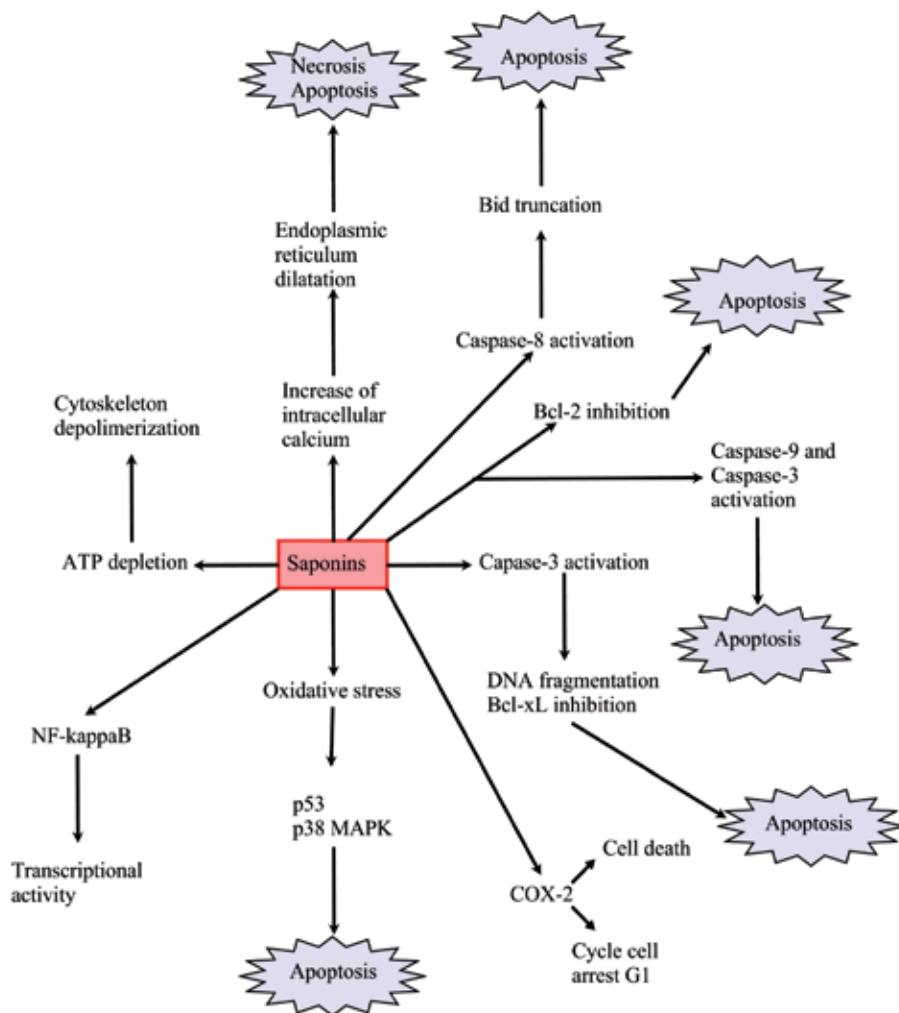 Necrosis
Apoptosis
Apoptosis
Bid truncation
Endoplasmic
reticulum
dilatation
Apoptosis
Caspase-8 activation
Increase of
intracellular
calcium
Cytoskeleton
depolimerization
Bcl-2 inhibition
Caspase-9 and
Caspase-3
activation
ATP depletion
Saponins
Capase-3 activation
Apoptosis
DNA fragmentation
Bcl-xL inhibition
Oxidative stress
NF-kappaB
p53
p38 MAPK
Apoptosis
Cell death
Transcriptional
activity
COX-2
Cycle cell
arrest G1
Apoptosis